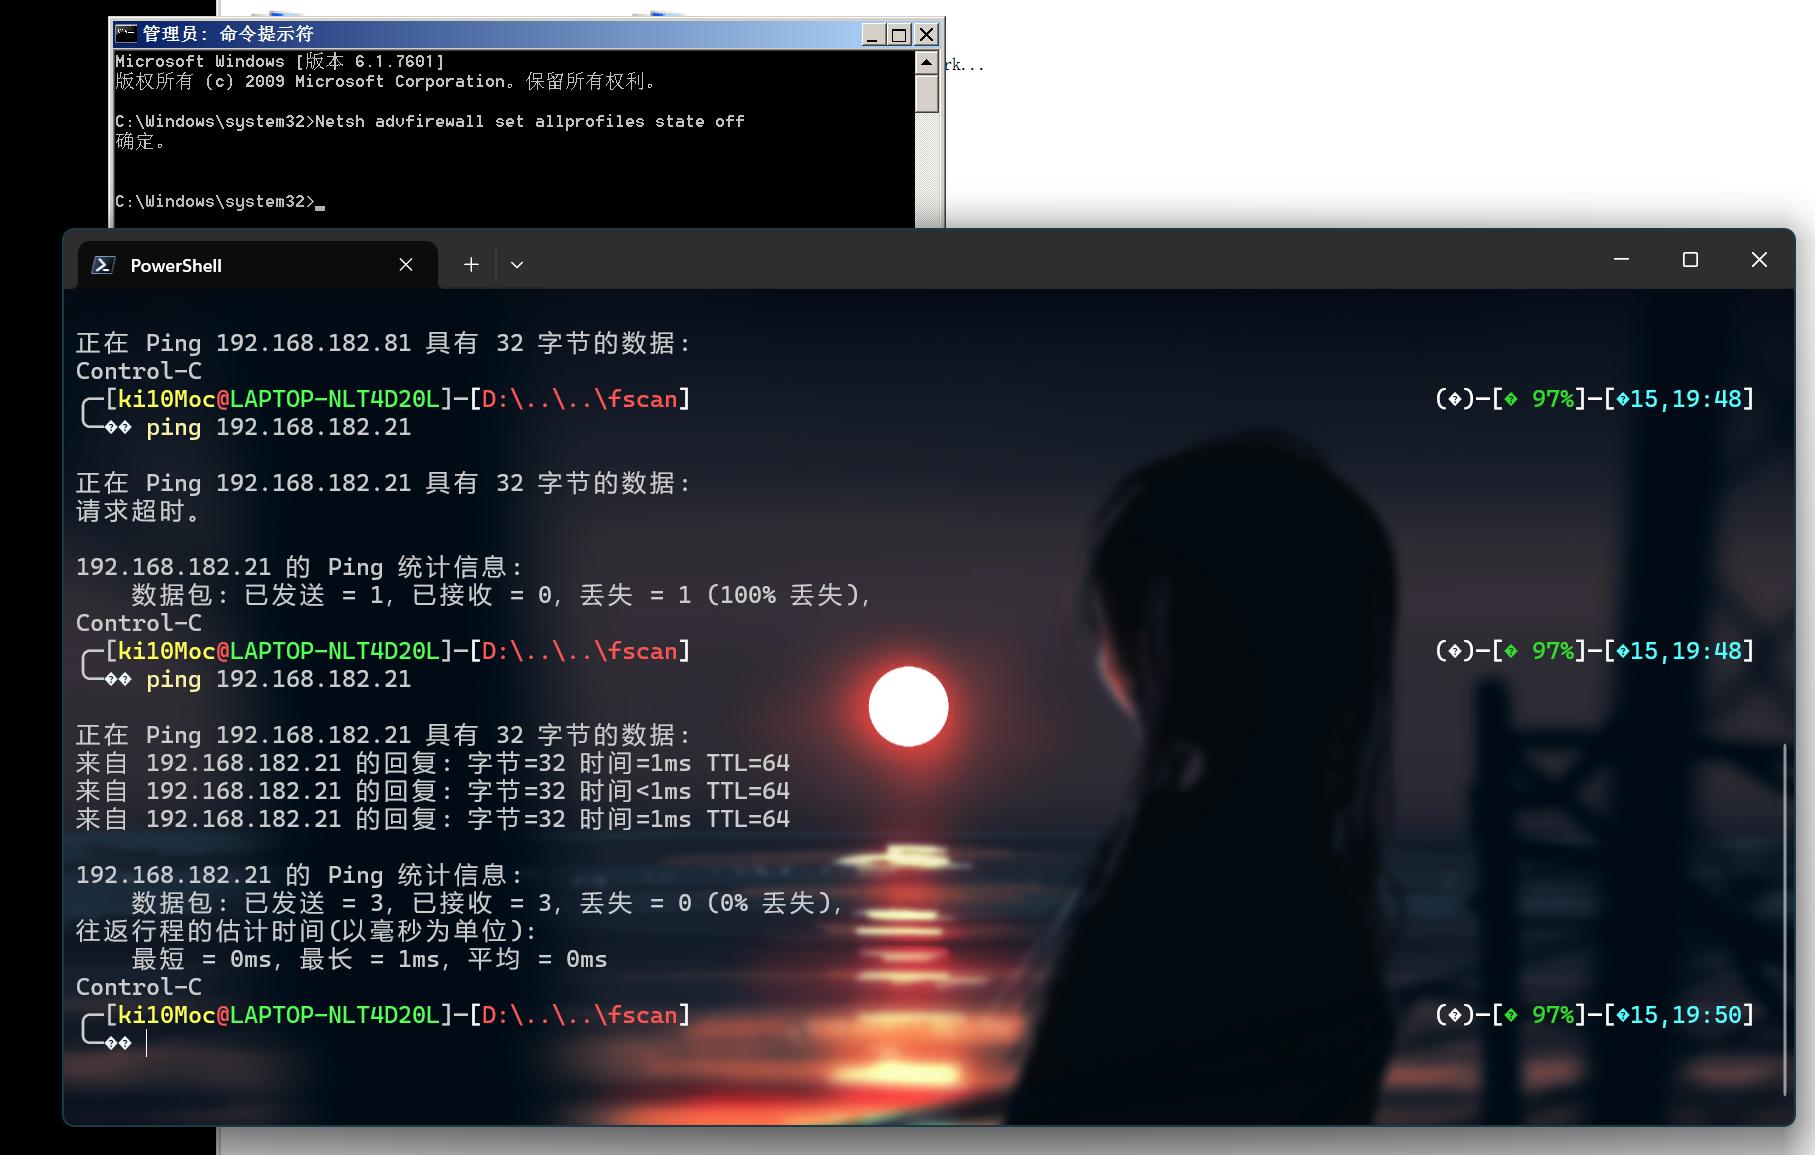 管理员: 命令提示符
Microsoft Windows [版本 6.1.7601]
版权所有 (c) 2009 Microsoft Corporation。保留所有权利。
C:\Windows\system32>Netsh advfirewall set allprofiles state off
确定。
C:\Windows\system32>_
rk...
PowerShell
正在 Ping 192.168.182.81 具有 32 字节的数据:
Control-C
[ki10Moc@LAPTOP-NLT4D20L]-[D:\..\..\fscan] (�)-[� 97%]-[�15,19:48]
�� ping 192.168.182.21
正在 Ping 192.168.182.21 具有 32 字节的数据:
请求超时。
192.168.182.21 的 Ping 统计信息:
数据包: 已发送 = 1, 已接收 = 0, 丢失 = 1 (100% 丢失),
Control-C
[ki10Moc@LAPTOP-NLT4D20L]-[D:\..\..\fscan] (�)-[� 97%]-[�15,19:48]
�� ping 192.168.182.21
正在 Ping 192.168.182.21 具有 32 字节的数据:
来自 192.168.182.21 的回复: 字节=32 时间=1ms TTL=64
来自 192.168.182.21 的回复: 字节=32 时间<1ms TTL=64
来自 192.168.182.21 的回复: 字节=32 时间=1ms TTL=64
192.168.182.21 的 Ping 统计信息:
数据包: 已发送 = 3, 已接收 = 3, 丢失 = 0 (0% 丢失),
往返行程的估计时间(以毫秒为单位):
最短 = 0ms, 最长 = 1ms, 平均 = 0ms
Control-C
[ki10Moc@LAPTOP-NLT4D20L]-[D:\..\..\fscan] (�)-[� 97%]-[�15,19:50]
��